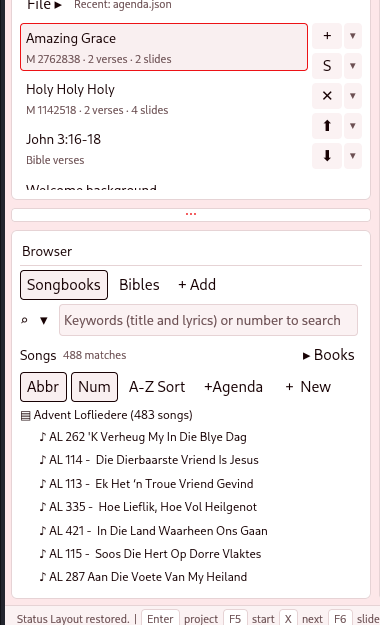 File ▸ Recent: agenda.json
Amazing Grace
M 2762838 · 2 verses · 2 slides
+ ▾
S ▾
✕ ▾
⬆ ▾
⬇ ▾
Holy Holy Holy
M 1142518 · 2 verses · 4 slides
John 3:16-18
Bible verses
Welcome background
...
Browser
Songbooks Bibles + Add
Keywords (title and lyrics) or number to search
Songs 488 matches ▸ Books
Abbr Num A-Z Sort +Agenda + New
Advent Lofliedere (483 songs)
♪ AL 262 'K Verheug My In Die Blye Dag
♪ AL 114 - Die Dierbaarste Vriend Is Jesus
♪ AL 113 - Ek Het 'n Troue Vriend Gevind
♪ AL 335 - Hoe Lieflik, Hoe Vol Heilgenot
♪ AL 421 - In Die Land Waarheen Ons Gaan
♪ AL 115 - Soos Die Hert Op Dorre Vlaktes
♪ AL 287 Aan Die Voete Van My Heiland
Status Layout restored. | Enter project F5 start X next F6 slide